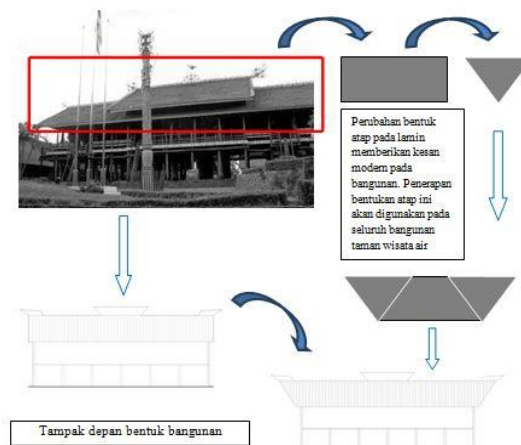 Perubahan bentuk
atap pada lamin
memberikan kesan
modern pada
bangunan. Penerapan
bentukan atap ini
akan digunakan pada
seluruh bangunan
taman wisata air
Tampak depan bentuk bangunan